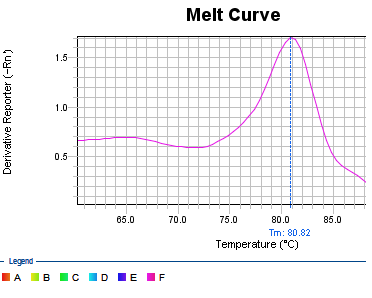 Melt Curve
Derivative Reporter (-Rn')
1.5
1.0
0.5
65.0 70.0 75.0 80.0 85.0
Tm: 80.82
Temperature (°C)
Legend
A B C D E F